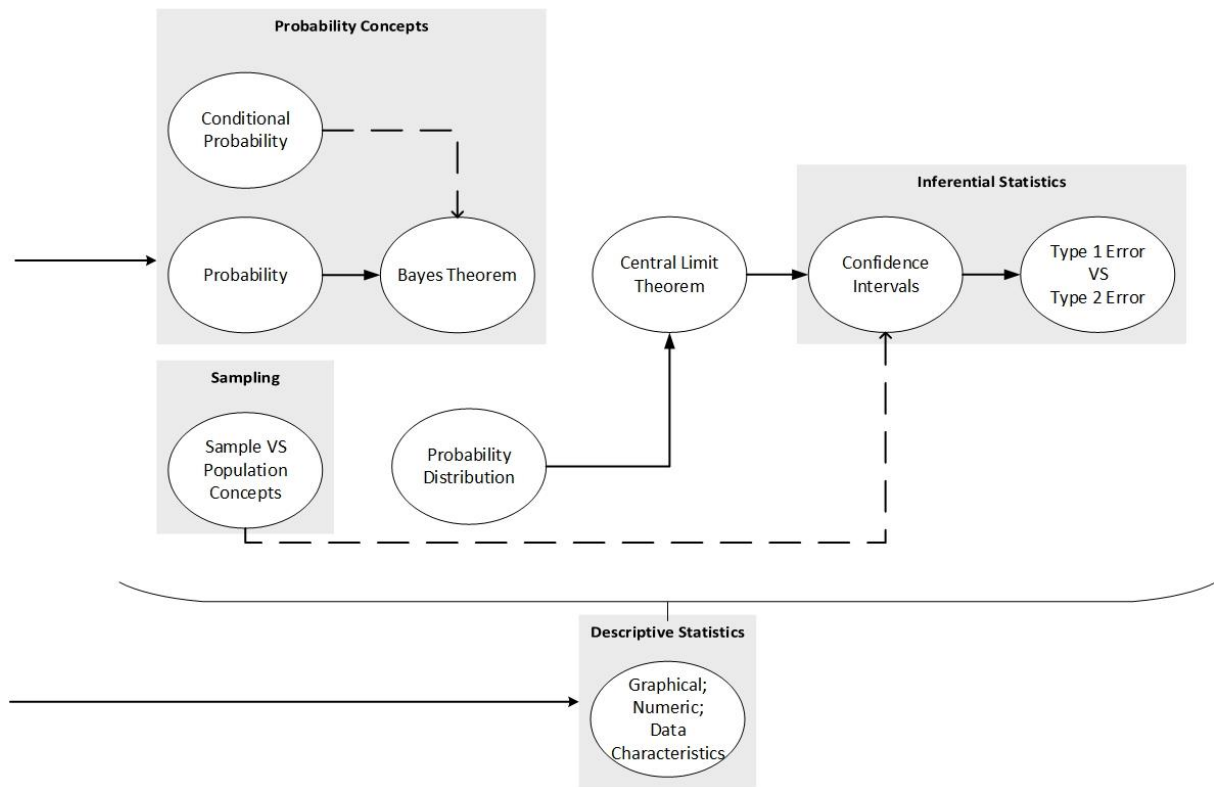 Probability Concepts
Conditional
Probability
Probability
Bayes Theorem
Central Limit
Theorem
Inferential Statistics
Confidence
Intervals
Type 1 Error
VS
Type 2 Error
Sampling
Sample VS
Population
Concepts
Probability
Distribution
Descriptive Statistics
Graphical;
Numeric;
Data
Characteristics